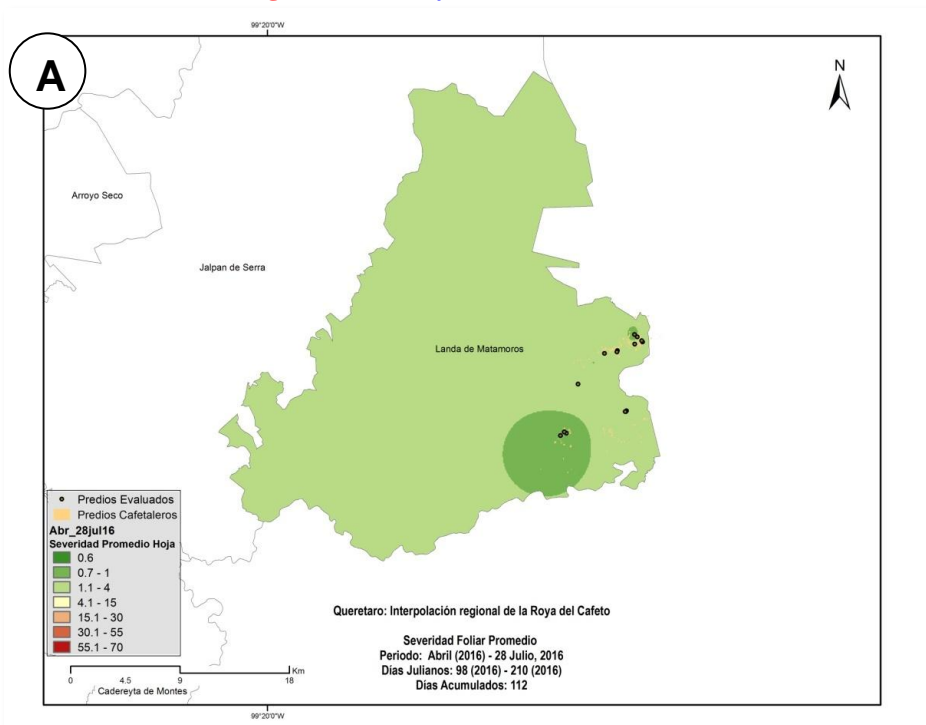 99°20'0"W
A
N
Arroyo Seco
Jalpan de Serra
Landa de Matamoros
Predios Evaluados
Predios Cafetaleros
Abr_28jul16
Severidad Promedio Hoja
0.6
0.7 - 1
1.1 - 4
4.1 - 15
15.1 - 30
30.1 - 55
55.1 - 70
Queretaro: Interpolación regional de la Roya del Cafeto
Severidad Foliar Promedio
Periodo: Abril (2016) - 28 Julio, 2016
Días Julianos: 98 (2016) - 210 (2016)
Días Acumulados: 112
Km
0 4.5 9 18
Cadereyta de Montes
99°20'0"W